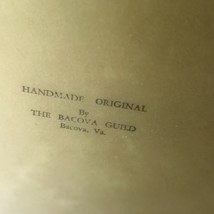 HANDMADE ORIGINAL
By
THE BACOVA GUILD
Bacova, Va.